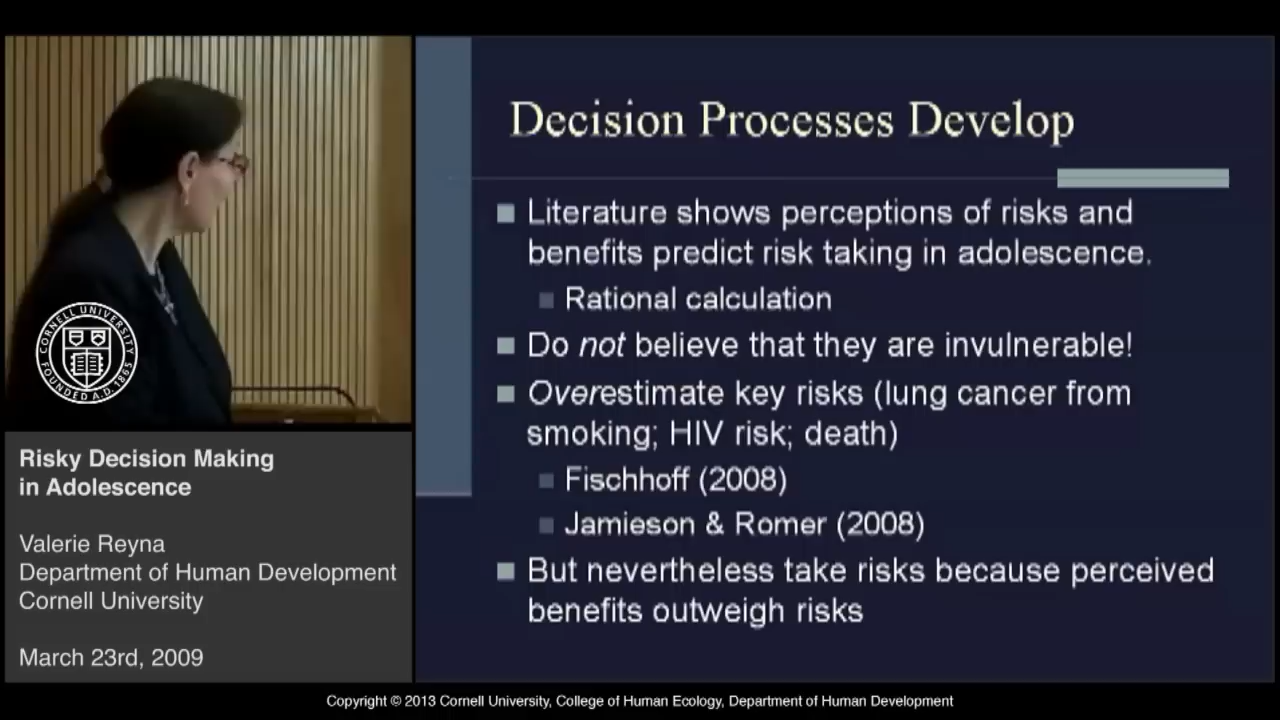 Decision Processes Develop
Literature shows perceptions of risks and
benefits predict risk taking in adolescence.
Rational calculation
Do not believe that they are invulnerable!
Overestimate key risks (lung cancer from
smoking; HIV risk; death)
Fischhoff (2008)
Jamieson & Romer (2008)
But nevertheless take risks because perceived
benefits outweigh risks
CORNELL UNIVERSITY
FOUNDED A.D. 1865
Risky Decision Making
in Adolescence
Valerie Reyna
Department of Human Development
Cornell University
March 23rd, 2009
Copyright © 2013 Cornell University, College of Human Ecology, Department of Human Development